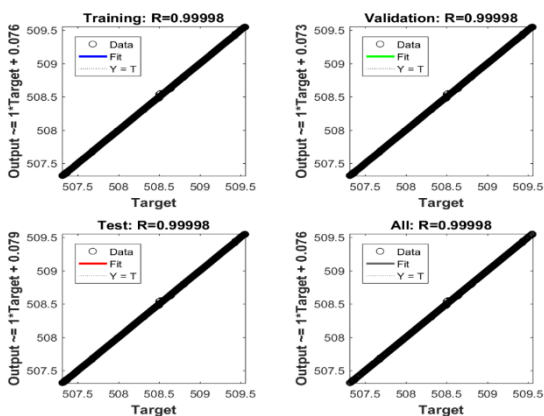 Training: R=0.99998
Output ~= 1*Target + 0.076
509.5
509
508.5
508
507.5
Data
Fit
Y = T
507.5 508 508.5 509 509.5
Target
Validation: R=0.99998
Output ~= 1*Target + 0.073
509.5
509
508.5
508
507.5
Data
Fit
Y = T
507.5 508 508.5 509 509.5
Target
Test: R=0.99998
Output ~= 1*Target + 0.079
509.5
509
508.5
508
507.5
Data
Fit
Y = T
507.5 508 508.5 509 509.5
Target
All: R=0.99998
Output ~= 1*Target + 0.076
509.5
509
508.5
508
507.5
Data
Fit
Y = T
507.5 508 508.5 509 509.5
Target